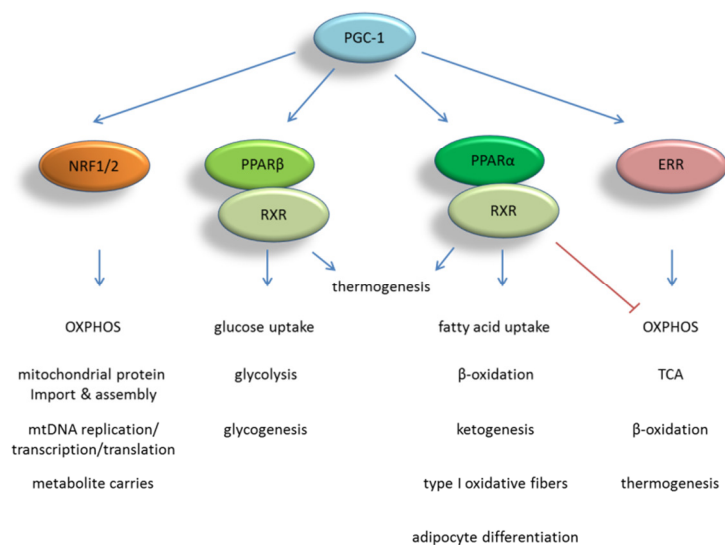 PGC-1
NRF1/2
PPARβ
RXR
PPARα
RXR
ERR
thermogenesis
OXPHOS
mitochondrial protein
Import & assembly
mtDNA replication/
transcription/translation
metabolite carries
glucose uptake
glycolysis
glycogenesis
fatty acid uptake
β-oxidation
ketogenesis
type I oxidative fibers
adipocyte differentiation
OXPHOS
TCA
β-oxidation
thermogenesis